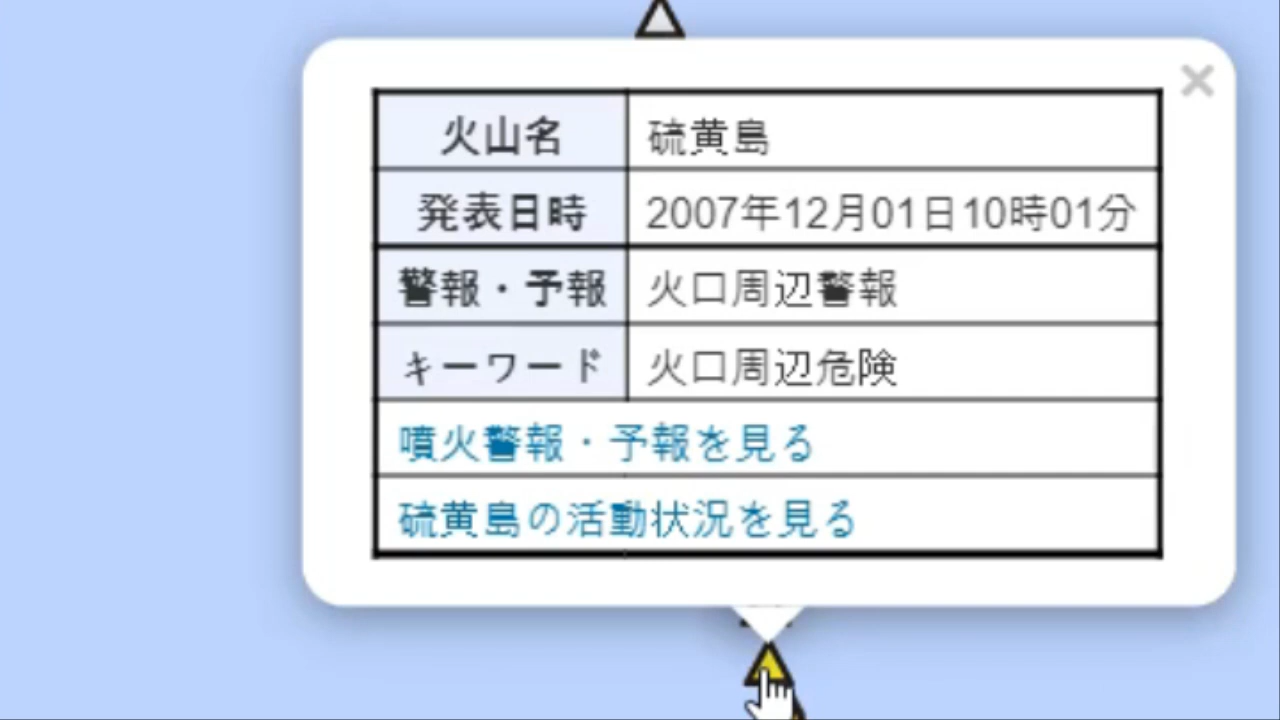 火山名 硫黄島
発表日時 2007年12月01日10時01分
警報・予報 火口周辺警報
キーワード 火口周辺危険
噴火警報・予報を見る
硫黄島の活動状況を見る